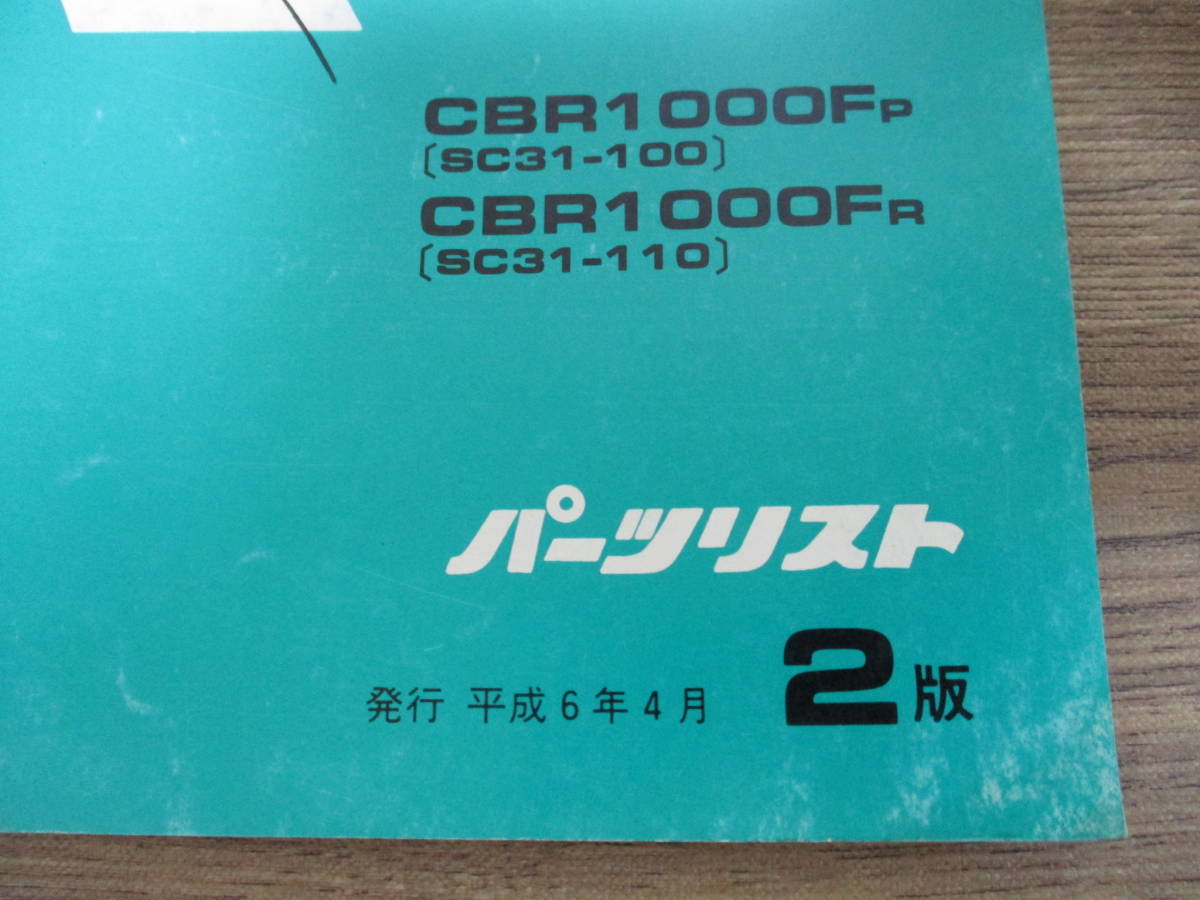 CBR1000FP
〔SC31-100〕
CBR1000FR
〔SC31-110〕
パーツリスト
発行 平成6年4月 2版